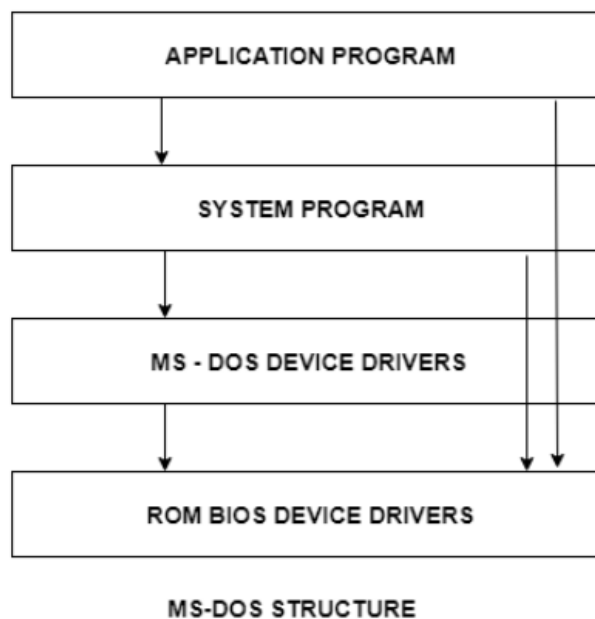 APPLICATION PROGRAM
SYSTEM PROGRAM
MS - DOS DEVICE DRIVERS
ROM BIOS DEVICE DRIVERS
MS-DOS STRUCTURE